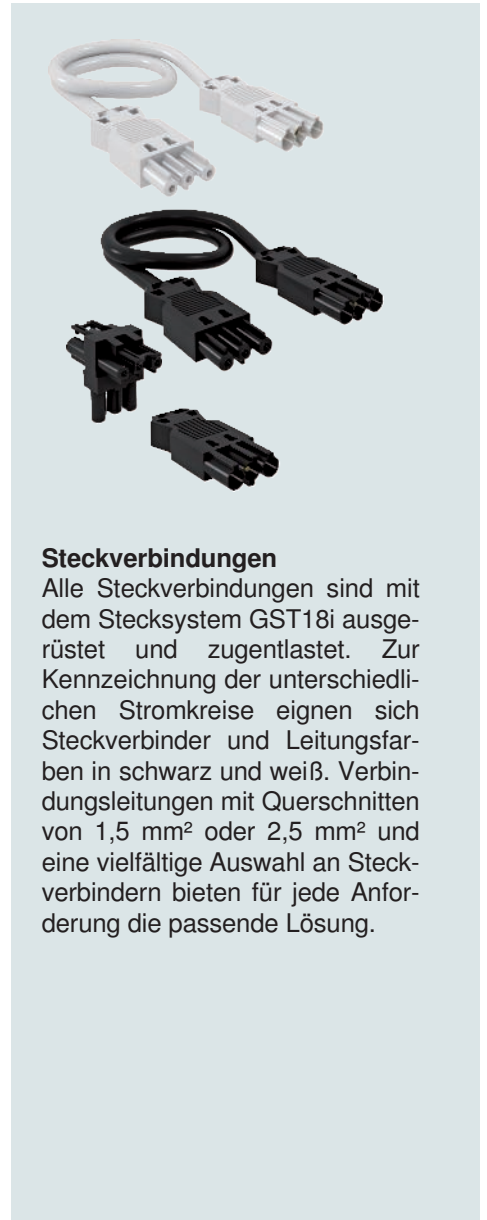 Steckverbindungen
Alle Steckverbindungen sind mit
dem Stecksystem GST18i ausge-
rüstet und zugentlastet. Zur
Kennzeichnung der unterschiedli-
chen Stromkreise eignen sich
Steckverbinder und Leitungsfar-
ben in schwarz und weiß. Verbin-
dungsleitungen mit Querschnitten
von 1,5 mm² oder 2,5 mm² und
eine vielfältige Auswahl an Steck-
verbindern bieten für jede Anfor-
derung die passende Lösung.